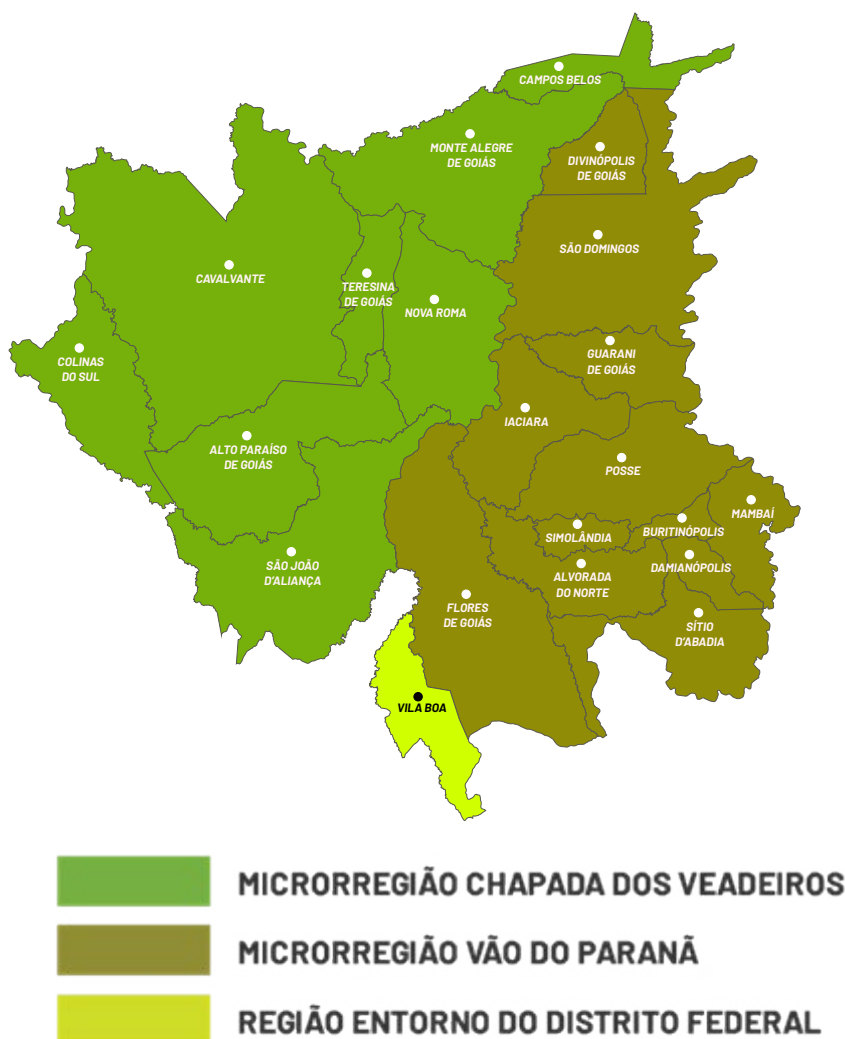 CAMPOS BELOS
MONTE ALEGRE
DE GOIÁS
DIVINÓPOLIS
DE GOIÁS
SÃO DOMINGOS
CAVALVANTE
TERESINA
DE GOIÁS
NOVA ROMA
COLINAS
DO SUL
GUARANI
DE GOIÁS
IACIARA
ALTO PARAÍSO
DE GOIÁS
POSSE
MAMBAÍ
SIMOLÂNDIA
BURITINÓPOLIS
SÃO JOÃO
D'ALIANÇA
ALVORADA
DO NORTE
DAMIANÓPOLIS
FLORES
DE GOIÁS
SÍTIO
D'ABADIA
VILA BOA
MICRORREGIÃO CHAPADA DOS VEADEIROS
MICRORREGIÃO VÃO DO PARANÃ
REGIÃO ENTORNO DO DISTRITO FEDERAL